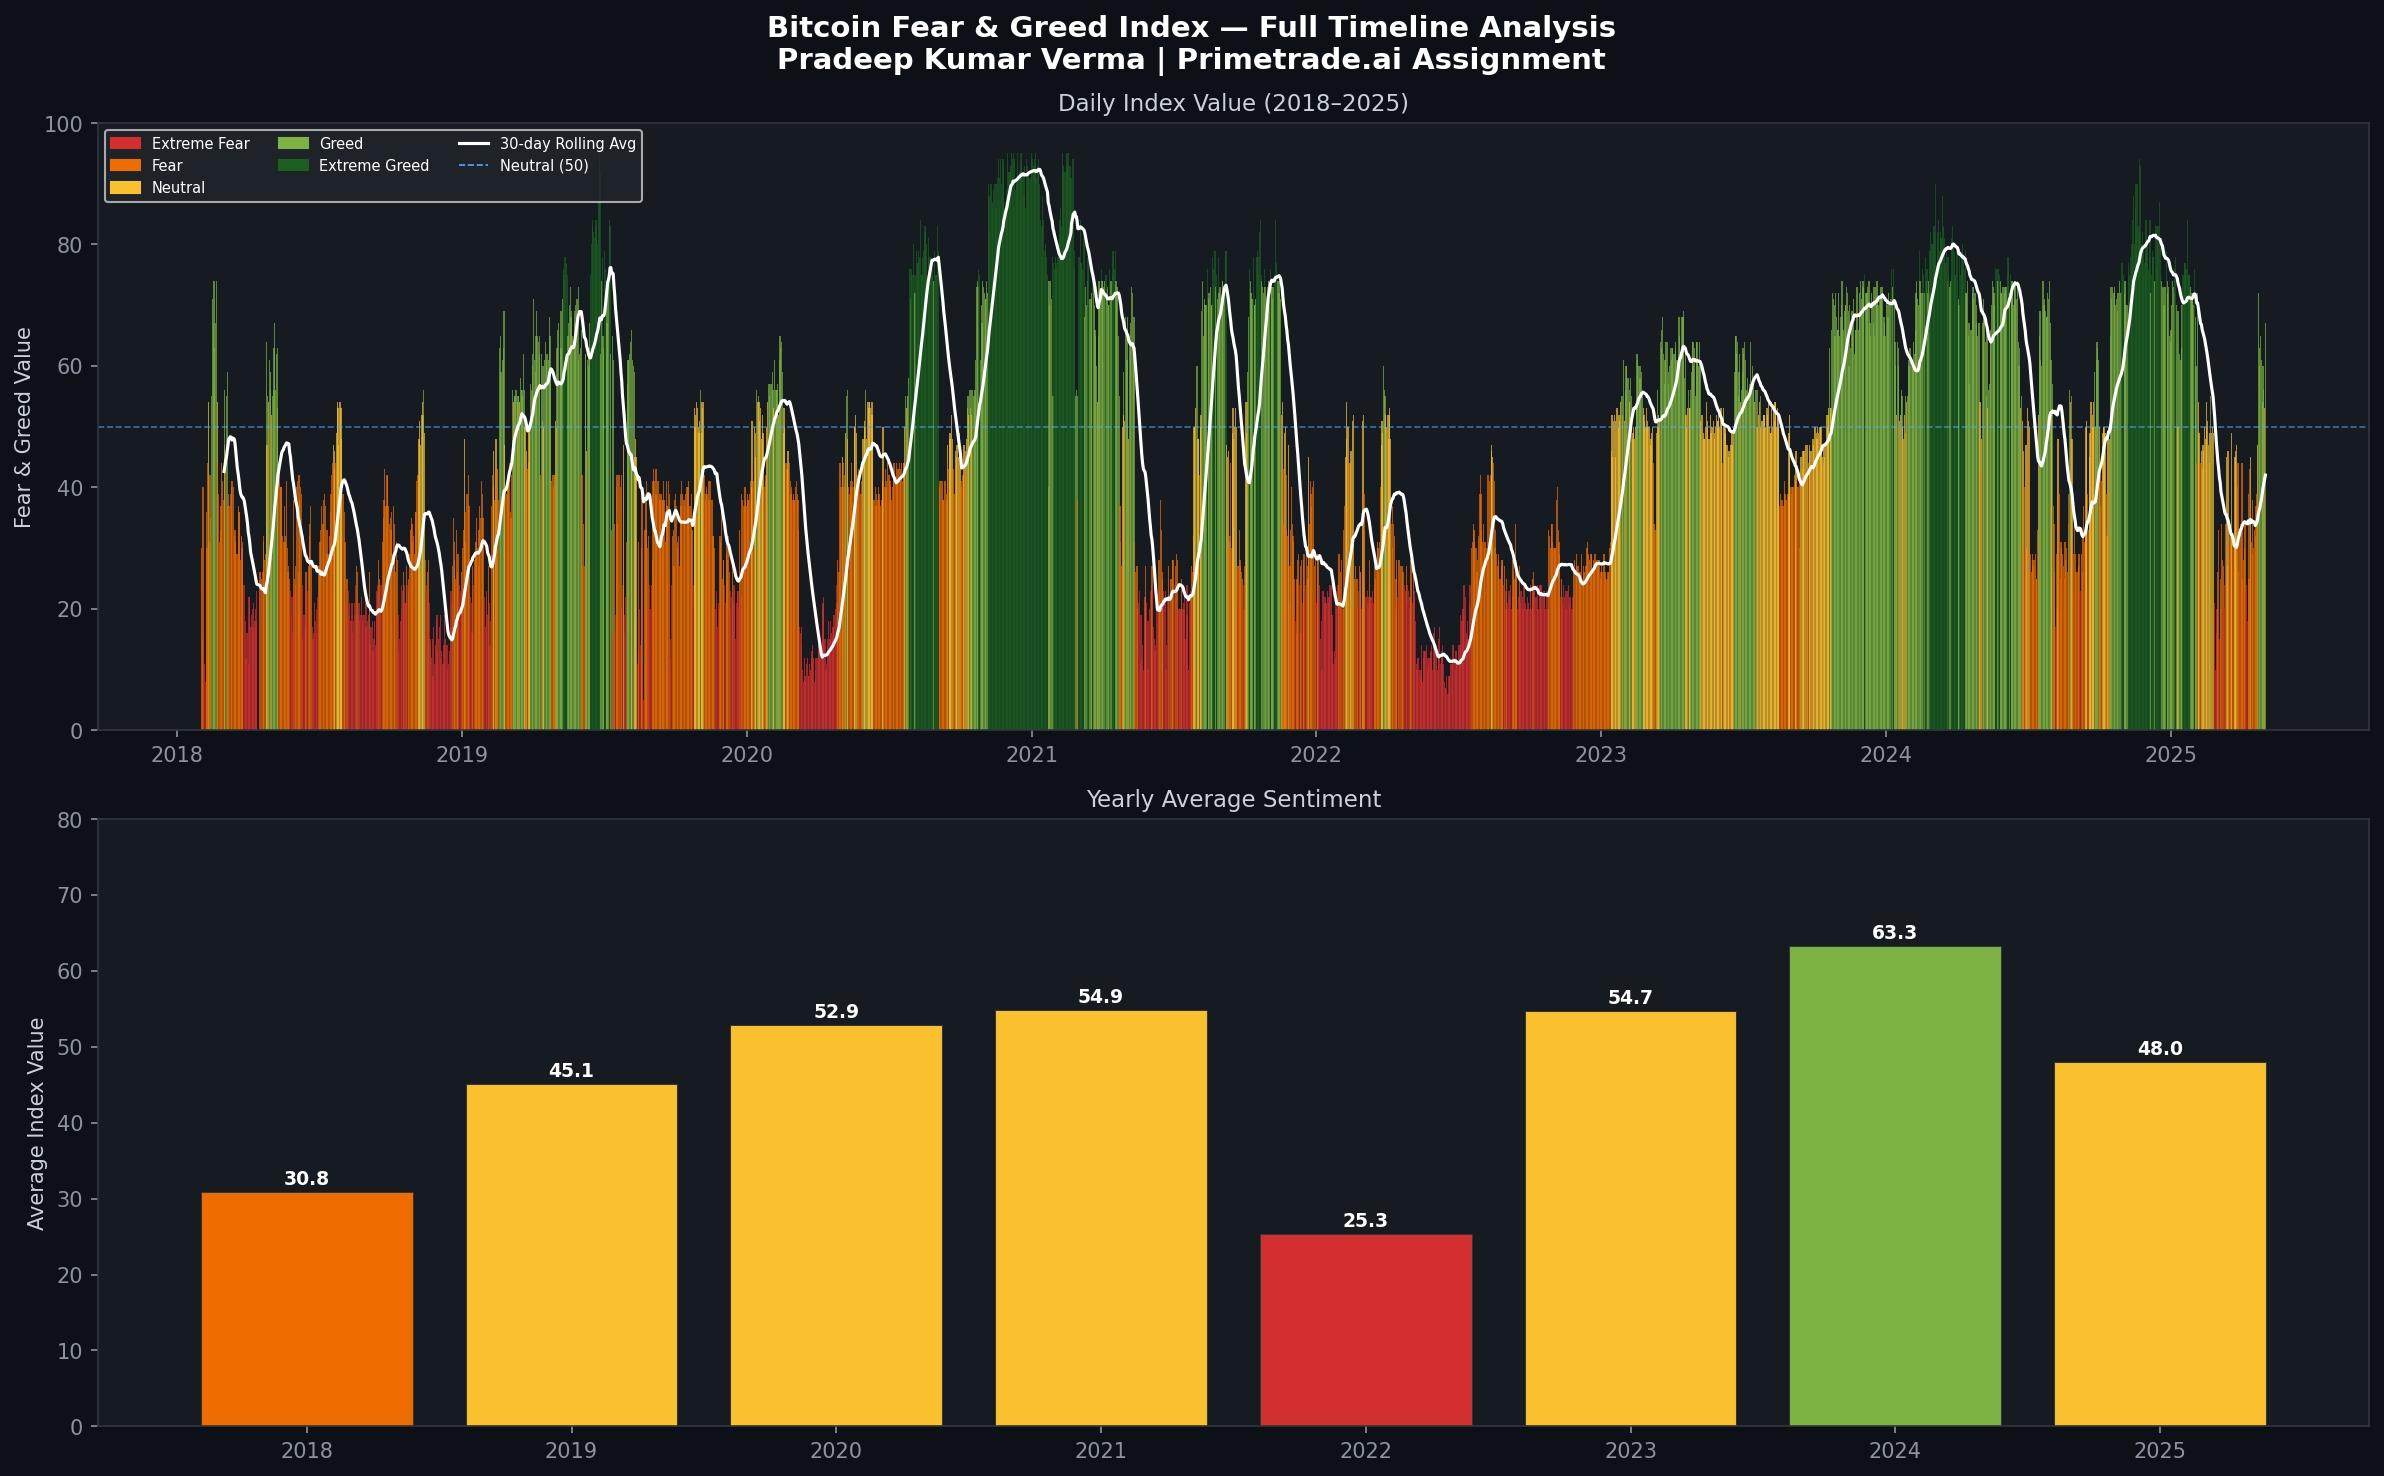 Bitcoin Fear & Greed Index — Full Timeline Analysis
Pradeep Kumar Verma | Primetrade.ai Assignment
Daily Index Value (2018–2025)
Extreme Fear
Fear
Neutral
Greed
Extreme Greed
30-day Rolling Avg
Neutral (50)
Fear & Greed Value
100
80
60
40
20
0
2018 2019 2020 2021 2022 2023 2024 2025
Yearly Average Sentiment
Average Index Value
80
70
60
50
40
30
20
10
0
30.8
45.1
52.9
54.9
25.3
54.7
63.3
48.0
2018 2019 2020 2021 2022 2023 2024 2025